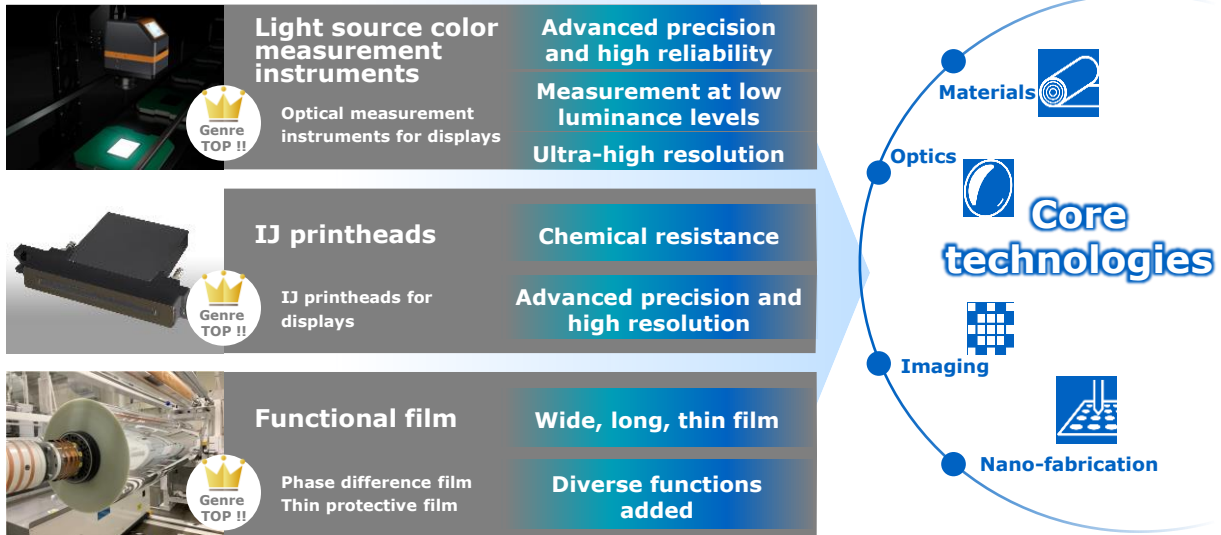 Light source color
measurement
instruments
Genre
TOP !!
Optical measurement
instruments for displays
Advanced precision
and high reliability
Measurement at low
luminance levels
Ultra-high resolution
IJ printheads
Genre
TOP !!
IJ printheads for
displays
Chemical resistance
Advanced precision and
high resolution
Functional film
Genre
TOP !!
Phase difference film
Thin protective film
Wide, long, thin film
Diverse functions
added
Materials
Optics
Core
technologies
Imaging
Nano-fabrication